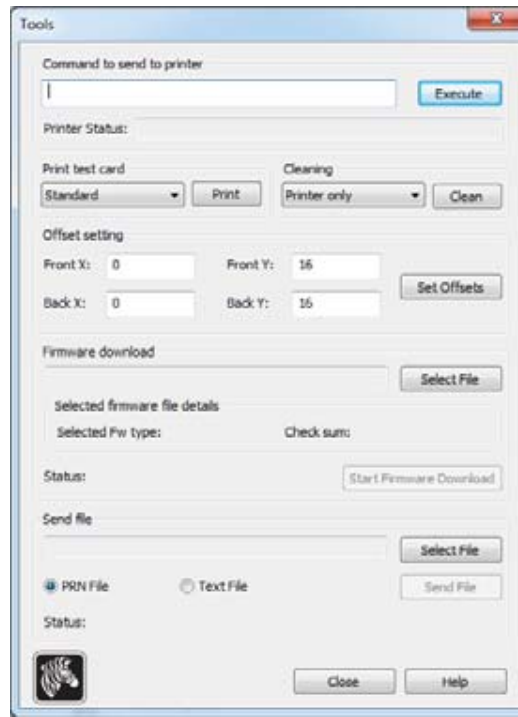 Tools
Command to send to printer
Execute
Printer Status:
Print test card
Cleaning
Standard
Print
Printer only
Clean
Offset setting
Front X: 0 Front Y: 16
Set Offsets
Back X: 0 Back Y: 16
Firmware download
Select File
Selected firmware file details
Selected Fw type: Check sum:
Status:
Start Firmware Download
Send file
Select File
PRN File Text File
Send File
Status:
Close
Help